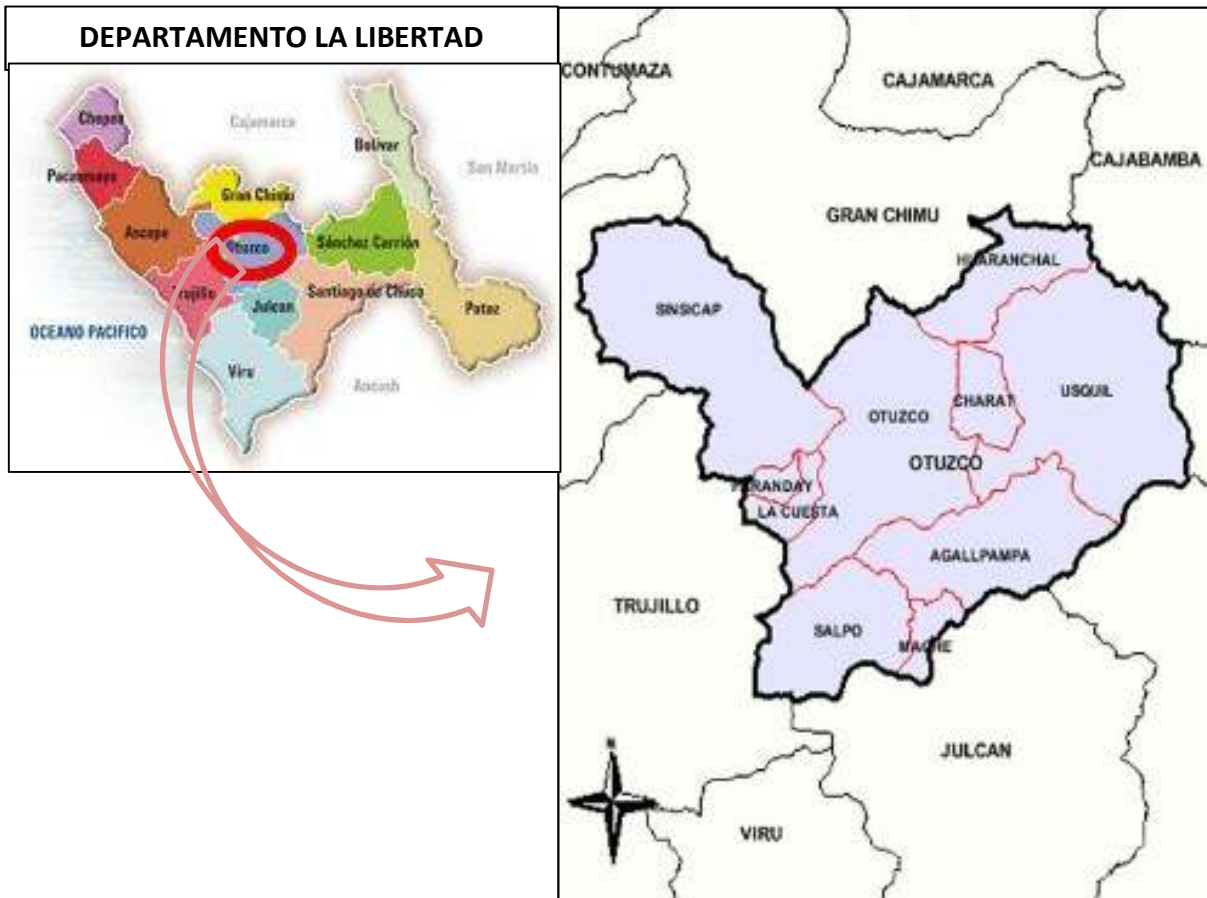 DEPARTAMENTO LA LIBERTAD
Chepen
Cajamarca
Bolivar
San Martin
Pacasmayo
Gran Chimu
Ascope
Otuzco
Sánchez Carrión
Trujillo
Julcan
Santiago de Chuco
Pataz
OCEANO PACIFICO
Viru
Ancash
CONTUMAZA
CAJAMARCA
CAJABAMBA
GRAN CHIMU
HUARANCHAL
SINSICAP
USQUIL
CHARAT
OTUZCO
OTUZCO
PARANDAY
LA CUESTA
AGALLPAMPA
TRUJILLO
SALPO
MACHE
N
JULCAN
VIRU